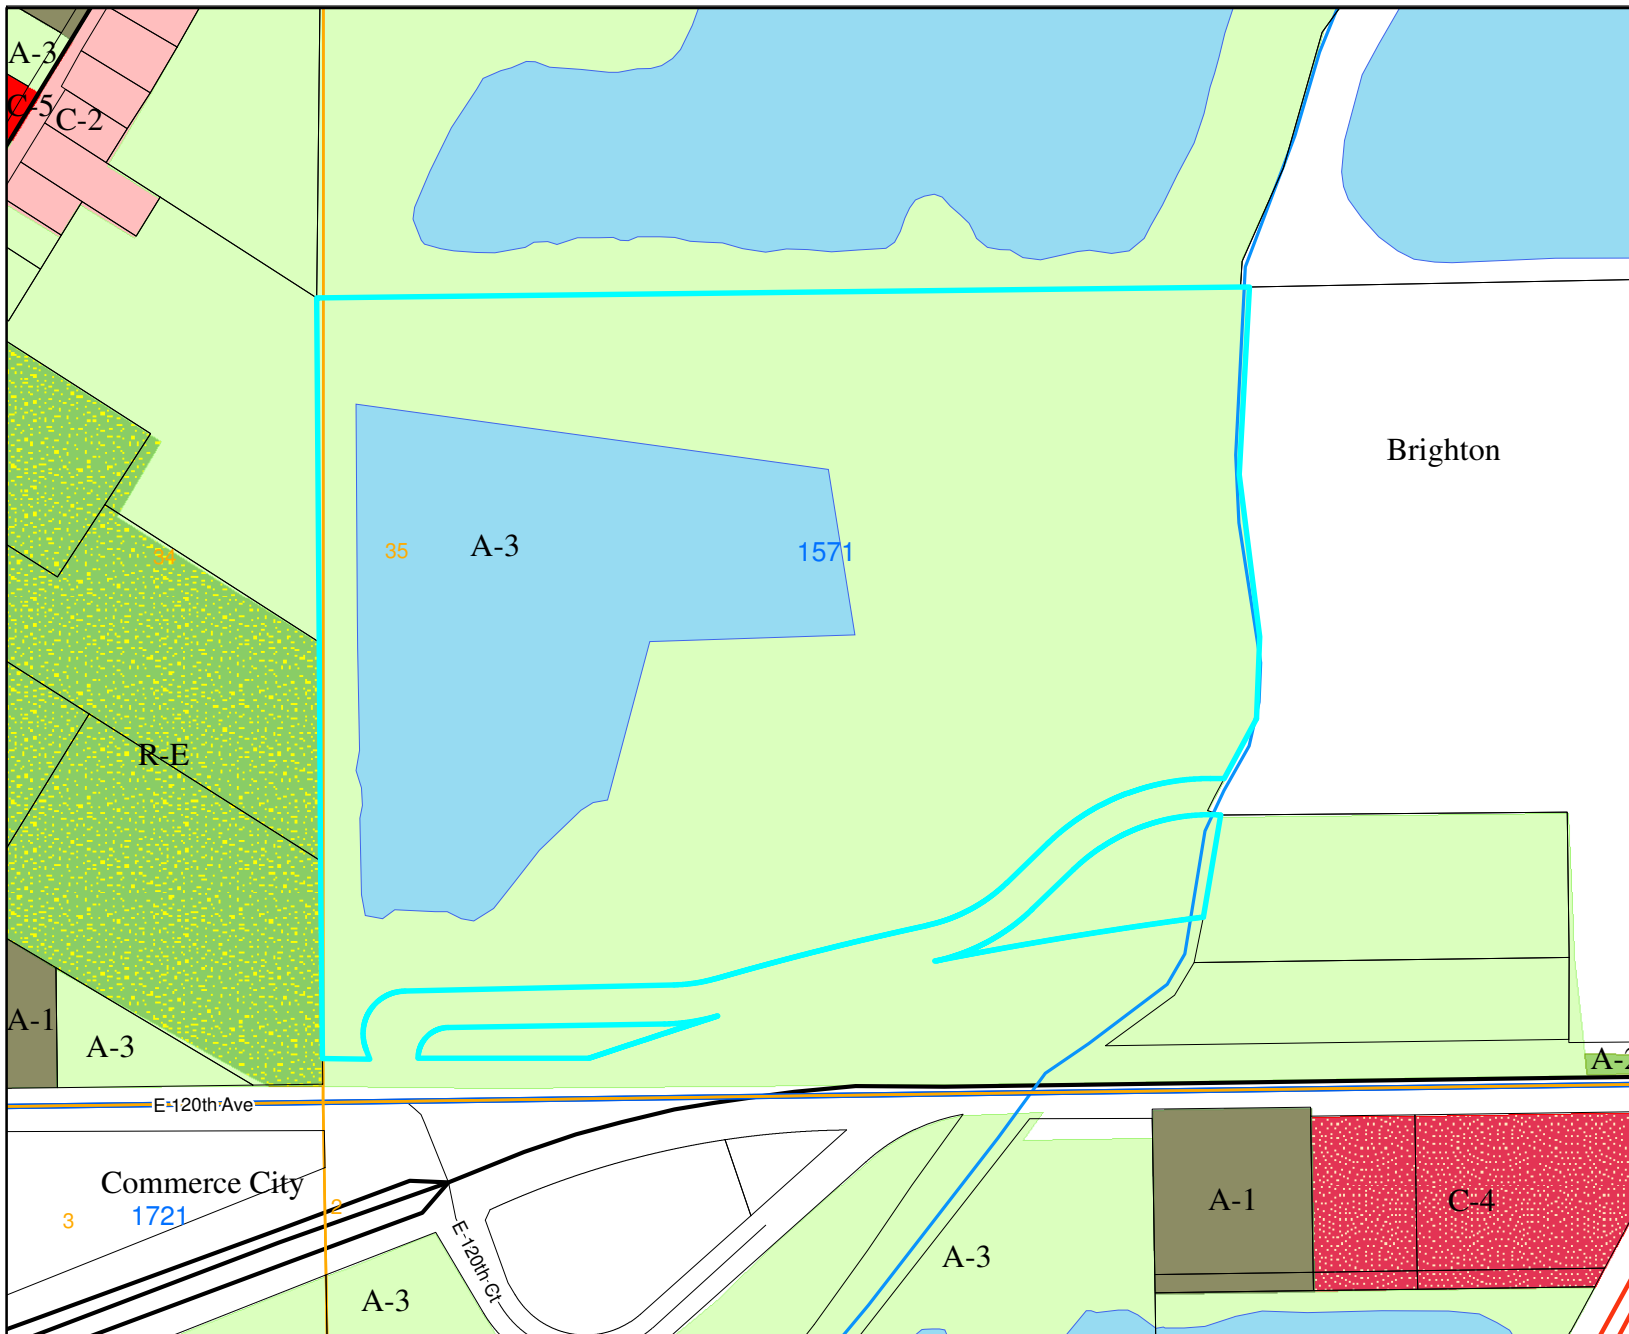 A-3
C-5
C-2
Brighton
35
A-3
1571
34
R-E
A-1
A-3
A-2
E 120th Ave
Commerce City
3
1721
2
E 120th Ct
A-3
A-3
A-1
C-4